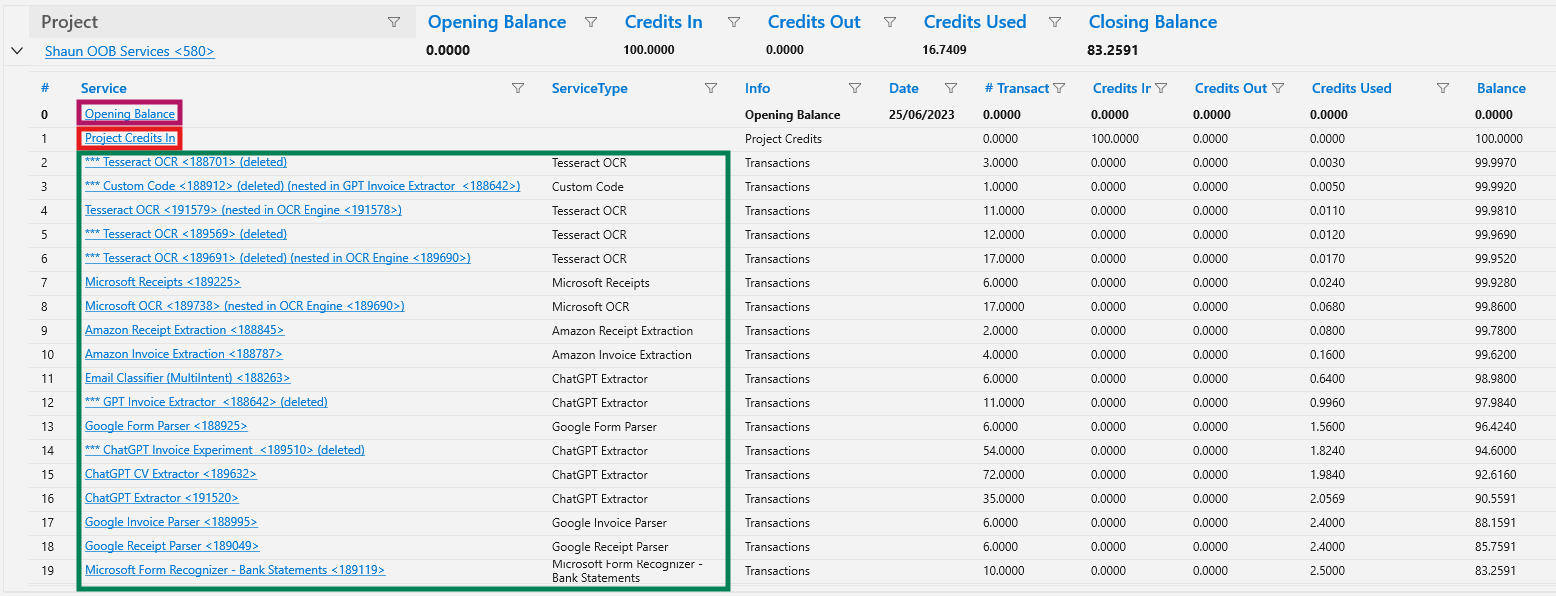 Project Opening Balance Credits In Credits Out Credits Used Closing Balance
Shaun OOB Services <580> 0.0000 100.0000 0.0000 16.7409 83.2591
# Service ServiceType Info Date # Transact Credits Ir Credits Out Credits Used Balance
0 Opening Balance Opening Balance 25/06/2023 0.0000 0.0000 0.0000 0.0000 0.0000
1 Project Credits In Project Credits 0.0000 100.0000 0.0000 0.0000 100.0000
2 *** Tesseract OCR <188701> (deleted) Tesseract OCR Transactions 3.0000 0.0000 0.0000 0.0030 99.9970
3 *** Custom Code <188912> (deleted) (nested in GPT Invoice Extractor <188642>) Custom Code Transactions 1.0000 0.0000 0.0000 0.0050 99.9920
4 Tesseract OCR <191579> (nested in OCR Engine <191578>) Tesseract OCR Transactions 11.0000 0.0000 0.0000 0.0110 99.9810
5 *** Tesseract OCR <189569> (deleted) Tesseract OCR Transactions 12.0000 0.0000 0.0000 0.0120 99.9690
6 *** Tesseract OCR <189691> (deleted) (nested in OCR Engine <189690>) Tesseract OCR Transactions 17.0000 0.0000 0.0000 0.0170 99.9520
7 Microsoft Receipts <189225> Microsoft Receipts Transactions 6.0000 0.0000 0.0000 0.0240 99.9280
8 Microsoft OCR <189738> (nested in OCR Engine <189690>) Microsoft OCR Transactions 17.0000 0.0000 0.0000 0.0680 99.8600
9 Amazon Receipt Extraction <188845> Amazon Receipt Extraction Transactions 2.0000 0.0000 0.0000 0.0800 99.7800
10 Amazon Invoice Extraction <188787> Amazon Invoice Extraction Transactions 4.0000 0.0000 0.0000 0.1600 99.6200
11 Email Classifier (MultiIntent) <188263> ChatGPT Extractor Transactions 6.0000 0.0000 0.0000 0.6400 98.9800
12 *** GPT Invoice Extractor <188642> (deleted) ChatGPT Extractor Transactions 11.0000 0.0000 0.0000 0.9960 97.9840
13 Google Form Parser <188925> Google Form Parser Transactions 6.0000 0.0000 0.0000 1.5600 96.4240
14 *** ChatGPT Invoice Experiment <189510> (deleted) ChatGPT Extractor Transactions 54.0000 0.0000 0.0000 1.8240 94.6000
15 ChatGPT CV Extractor <189632> ChatGPT Extractor Transactions 72.0000 0.0000 0.0000 1.9840 92.6160
16 ChatGPT Extractor <191520> ChatGPT Extractor Transactions 35.0000 0.0000 0.0000 2.0569 90.5591
17 Google Invoice Parser <188995> Google Invoice Parser Transactions 6.0000 0.0000 0.0000 2.4000 88.1591
18 Google Receipt Parser <189049> Google Receipt Parser Transactions 6.0000 0.0000 0.0000 2.4000 85.7591
19 Microsoft Form Recognizer - Bank Statements <189119> Microsoft Form Recognizer - Transactions 10.0000 0.0000 0.0000 2.5000 83.2591
Bank Statements